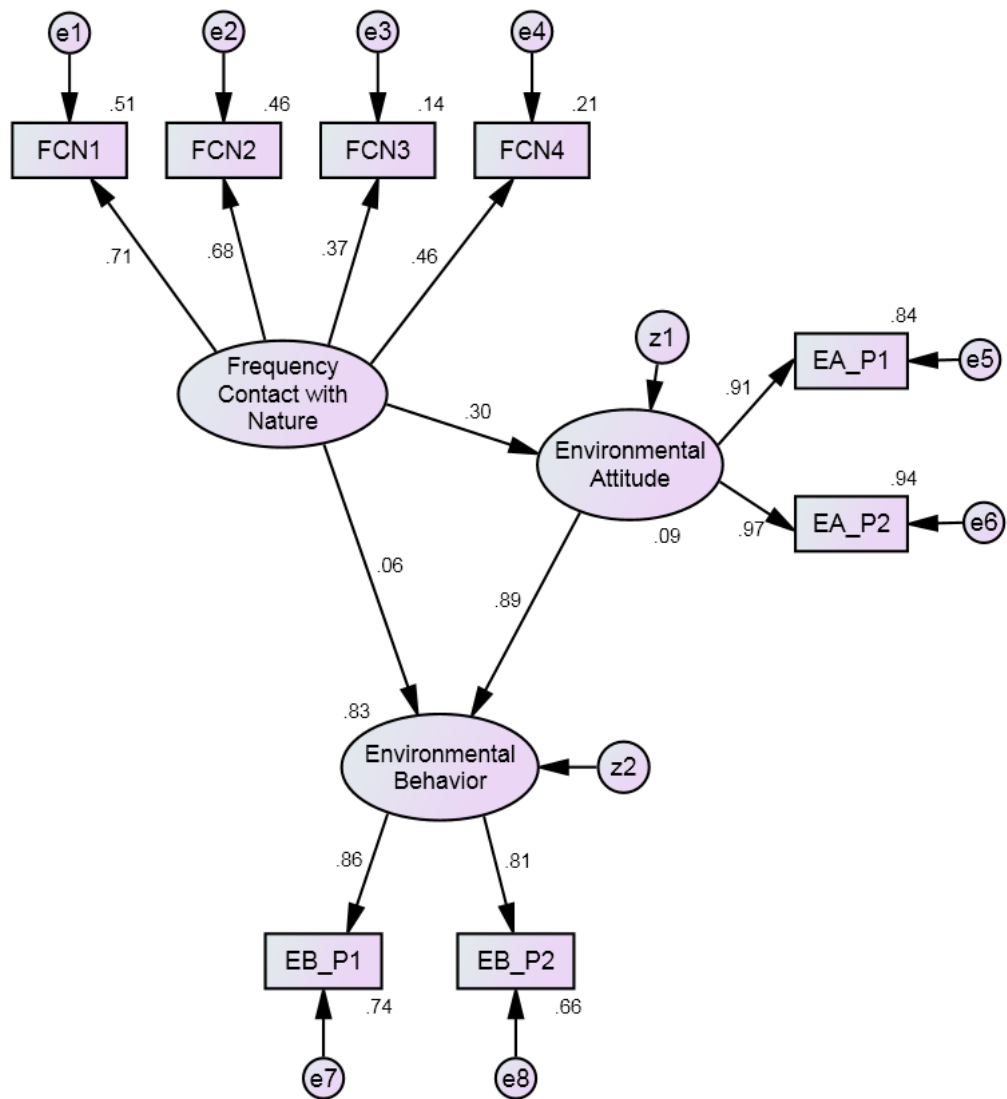 e1
e2
e3
e4
.51
.46
.14
.21
FCN1
FCN2
FCN3
FCN4
.71
.68
.37
.46
Frequency
Contact with
Nature
z1
.84
EA_P1
e5
.91
.30
Environmental
Attitude
.94
EA_P2
e6
.97
.09
.06
.89
.83
Environmental
Behavior
z2
.86
.81
EB_P1
EB_P2
.74
.66
e7
e8